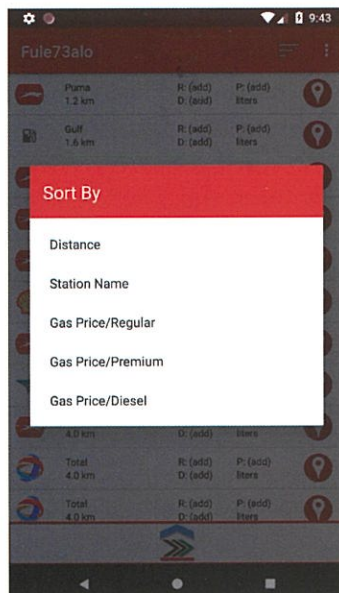 9:43
Fule73alo
Puma R: (add) P: (add)
1.2 km D: (add) liters
Gulf R: (add) P: (add)
1.6 km D: (add) liters
Sort By
Distance
Station Name
Gas Price/Regular
Gas Price/Premium
Gas Price/Diesel
4.0 km D: (add) liters
Total R: (add) P: (add)
4.0 km D: (add) liters
Total R: (add) P: (add)
4.0 km D: (add) liters